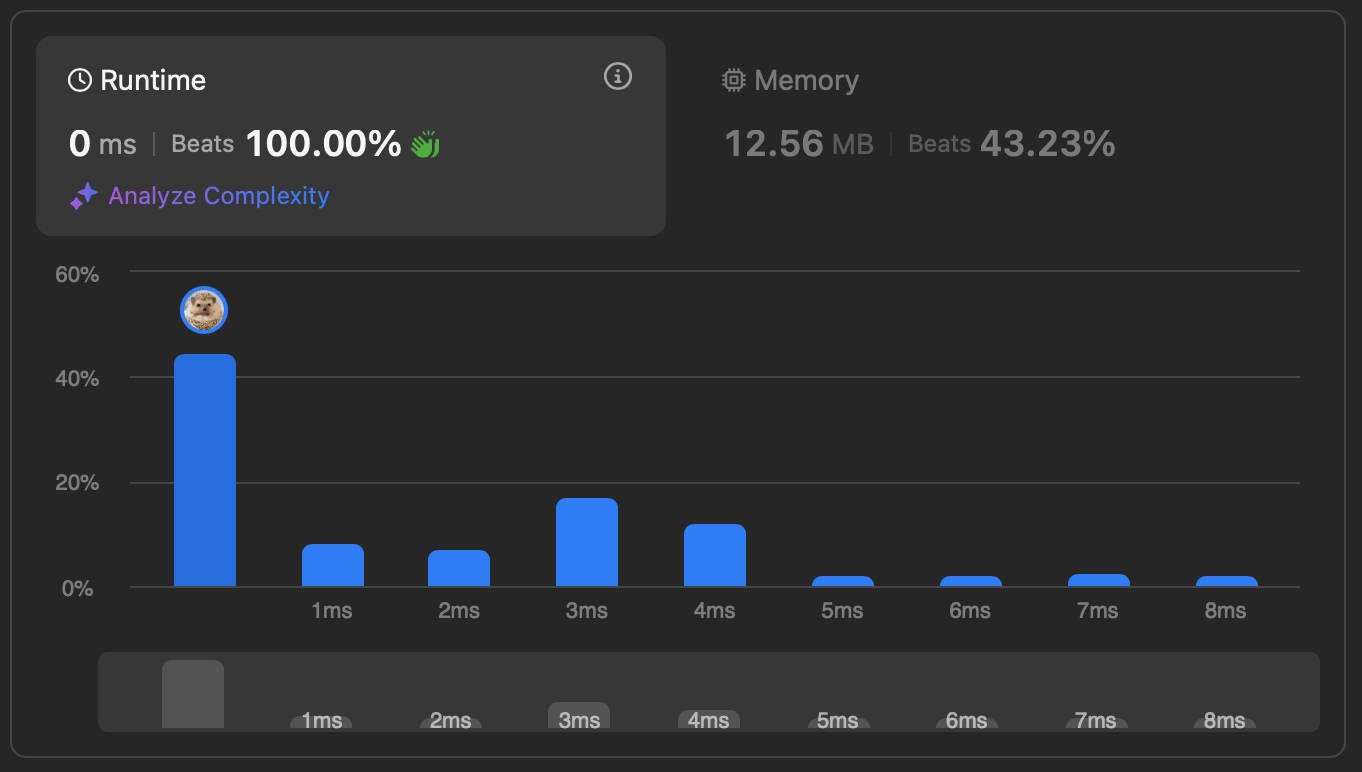 Runtime
0 ms | Beats 100.00%
Analyze Complexity
Memory
12.56 MB | Beats 43.23%
60%
40%
20%
0%
1ms 2ms 3ms 4ms 5ms 6ms 7ms 8ms
1ms 2ms 3ms 4ms 5ms 6ms 7ms 8ms